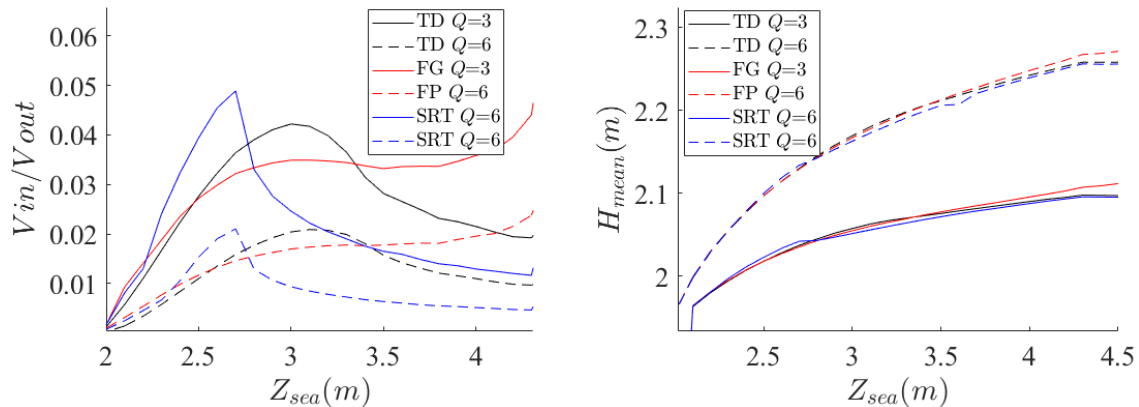 0.06
0.05
0.04
0.03
0.02
0.01
Vin/Vout
2
2.5
3
3.5
4
Z_sea(m)
TD Q=3
TD Q=6
FG Q=3
FP Q=6
SRT Q=6
SRT Q=6
2.3
2.2
2.1
2
H_mean(m)
2.5
3
3.5
4
4.5
Z_sea(m)
TD Q=3
TD Q=6
FG Q=3
FP Q=6
SRT Q=6
SRT Q=6